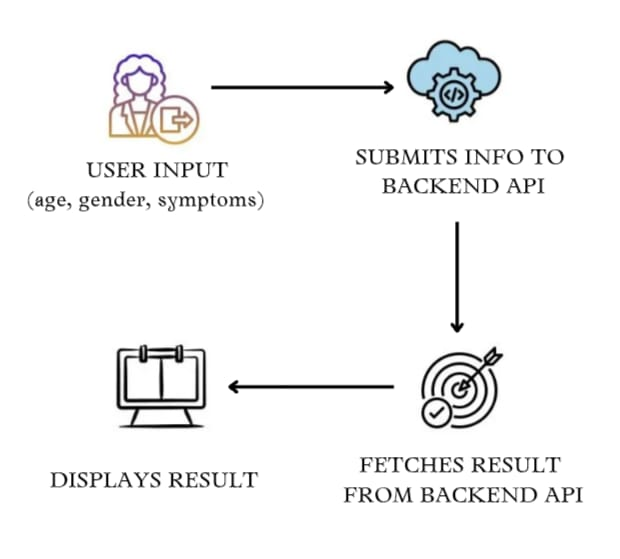 USER INPUT
(age, gender, symptoms)
SUBMITS INFO TO
BACKEND API
DISPLAYS RESULT
FETCHES RESULT
FROM BACKEND API